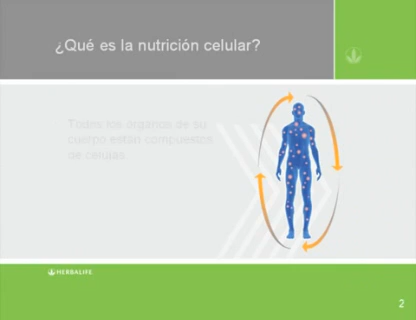 ¿Qué es la nutrición celular?
Todos los órganos de su
cuerpo están compuestos
de células.
HERBALIFE.
2